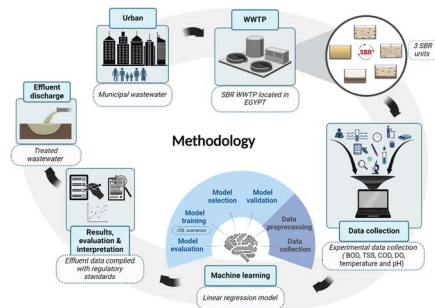 Urban
Municipal wastewater
WWTP
SBR WWTP located in
EGYPT
SBR
3 SBR
units
Effluent
discharge
Treated
wastewater
Methodology
Data collection
Experimental data collection
(BOD, TSS, COD, DO,
temperature and pH)
Results,
evaluation &
interpretation
Effluent data complied
with regulatory
standards
Model
selection
Model
validation
Model
training
OSL scenarios
Data
preprocessing
Model
evaluation
Data
collection
Machine learning
Linear regression model